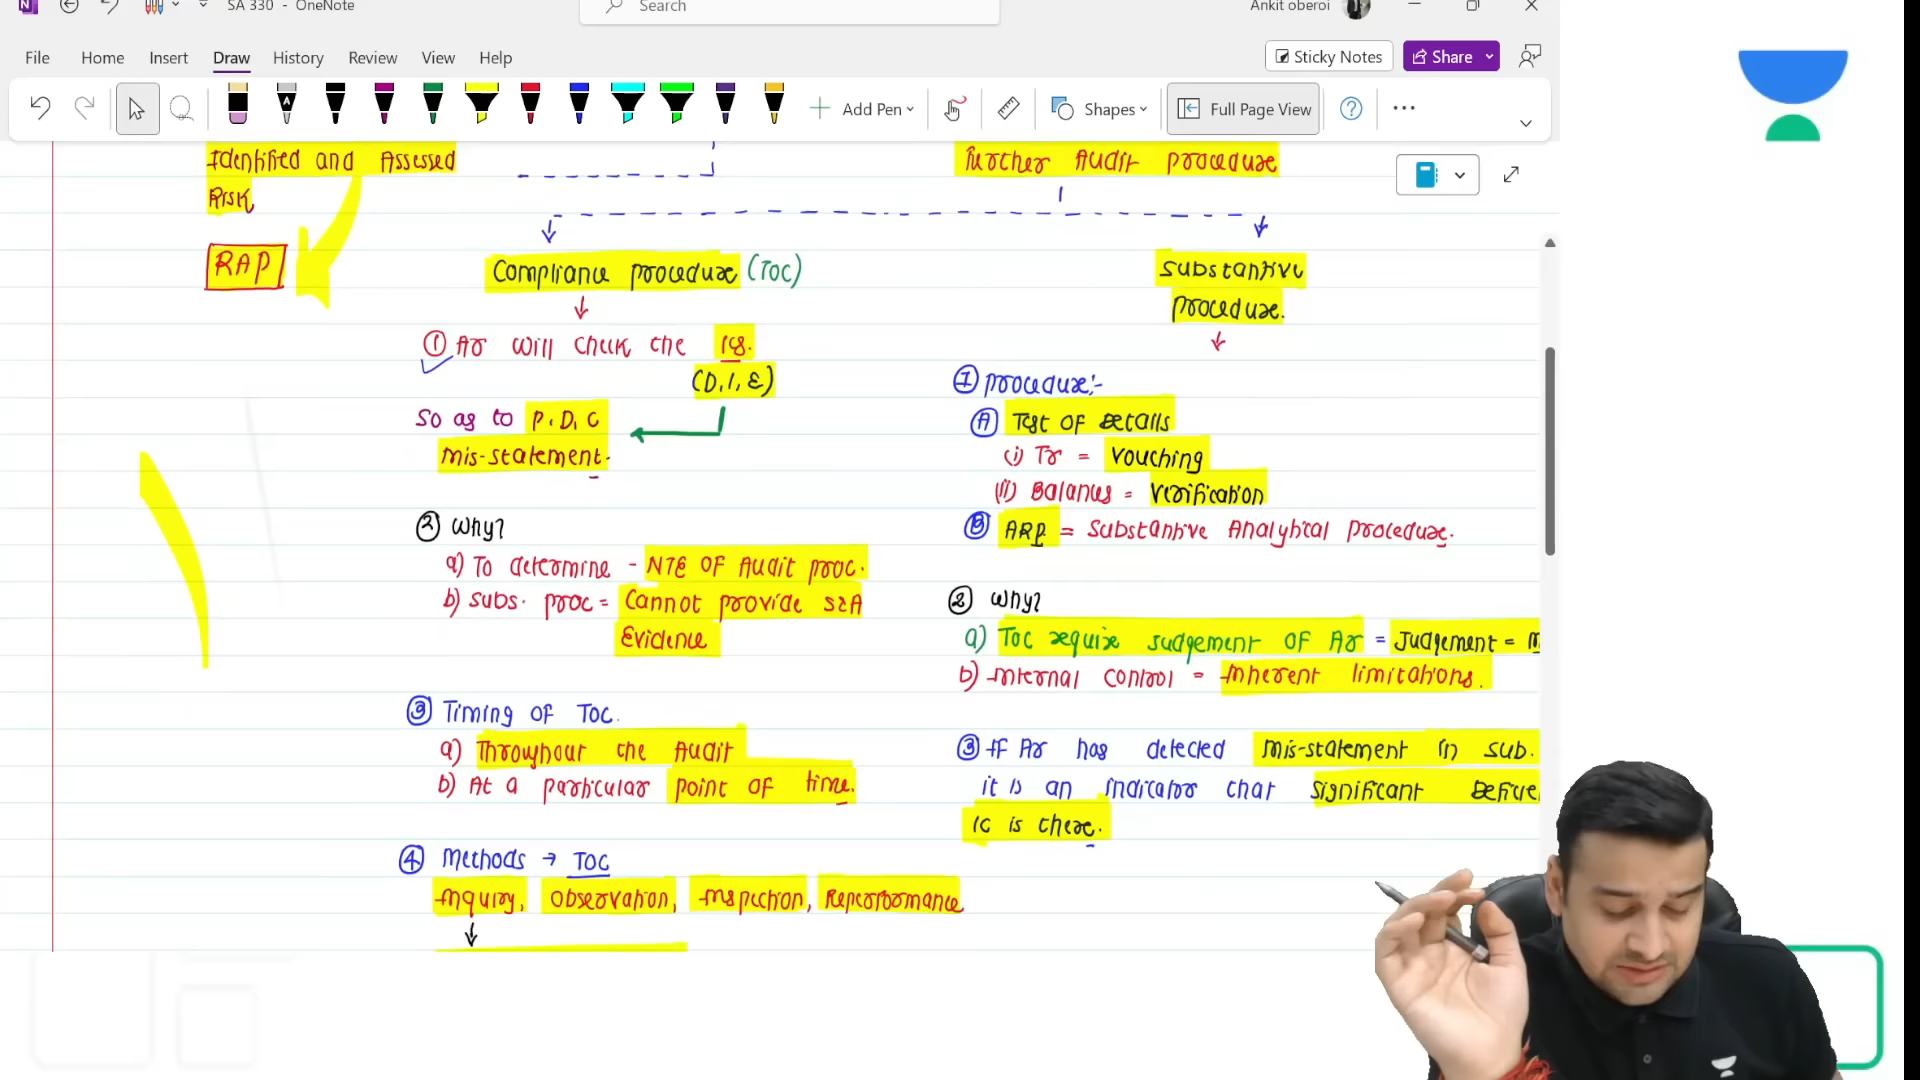 SA 330 - OneNote
Search
Ankit oberoi
File Home Insert Draw History Review View Help
Sticky Notes
Share
Add Pen
Shapes
Full Page View
Identified and Assessed
Risk
Further Audit procedure
RAP
Compliance procedure (TOC)
Substantive
procedure.
① Ar will check the ICS.
(D, I, E)
So as to P, D, C
mis-statement.
② Why?
a) To determine - NTE OF Audit proc.
b) Subs. proc = Cannot provide S&A
Evidence
③ Timing of TOC.
a) Throughout the Audit
b) At a particular point of time.
④ Methods → TOC
Inquiry, Observation, Inspection, Reperformance
① procedure:-
Ⓐ Test OF Details
(i) Tr = Vouching
(ii) Balances = Verification
Ⓑ ARP = Substantive Analytical procedure.
② Why?
a) TOC require judgement OF Ar = Judgement =
b) Internal control = Inherent limitations.
③ If Ar has detected mis-statement in sub.
it is an indicator that significant
IC is there.